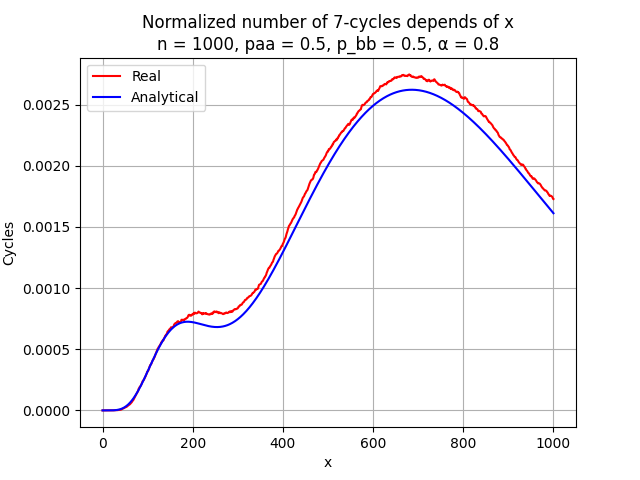 Normalized number of 7-cycles depends of x
n = 1000, paa = 0.5, p_bb = 0.5, α = 0.8
Real
Analytical
Cycles
0.0025
0.0020
0.0015
0.0010
0.0005
0.0000
0 200 400 600 800 1000
x